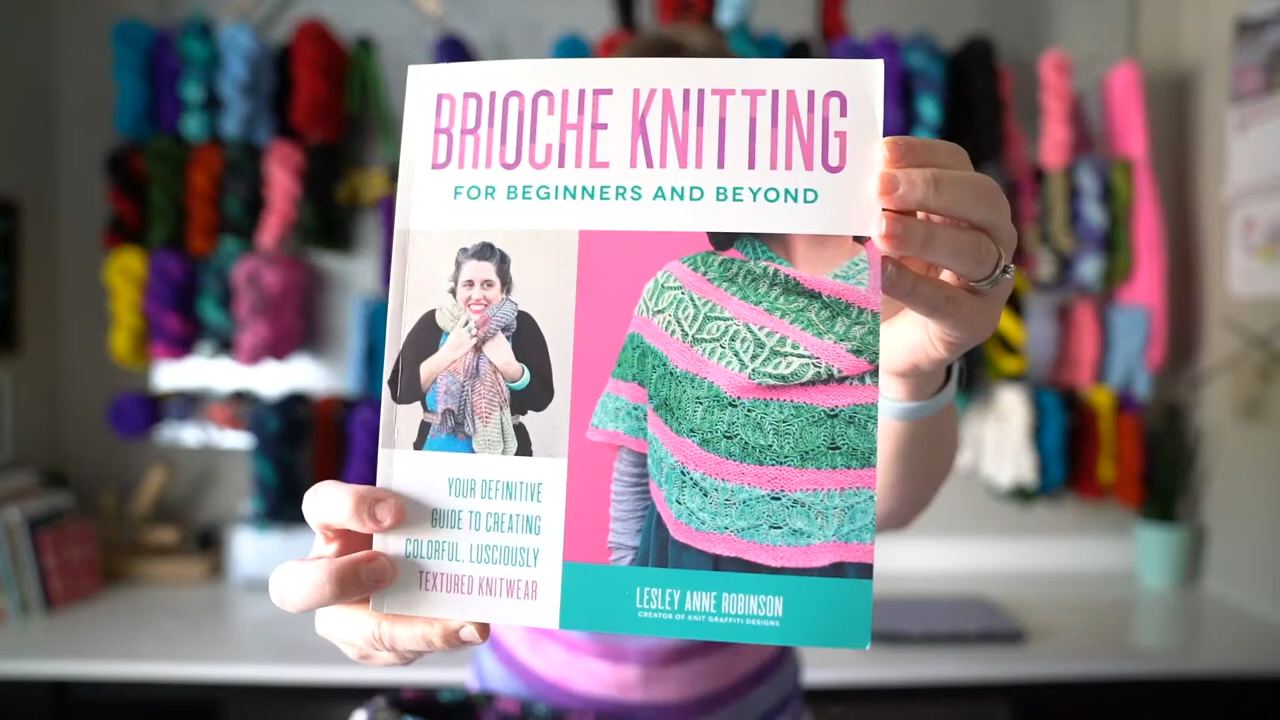 BRIOCHE KNITTING
FOR BEGINNERS AND BEYOND
YOUR DEFINITIVE
GUIDE TO CREATING
COLORFUL, LUSCIOUSLY
TEXTURED KNITWEAR
LESLEY ANNE ROBINSON
CREATOR OF KNIT GRAFFITI DESIGNS